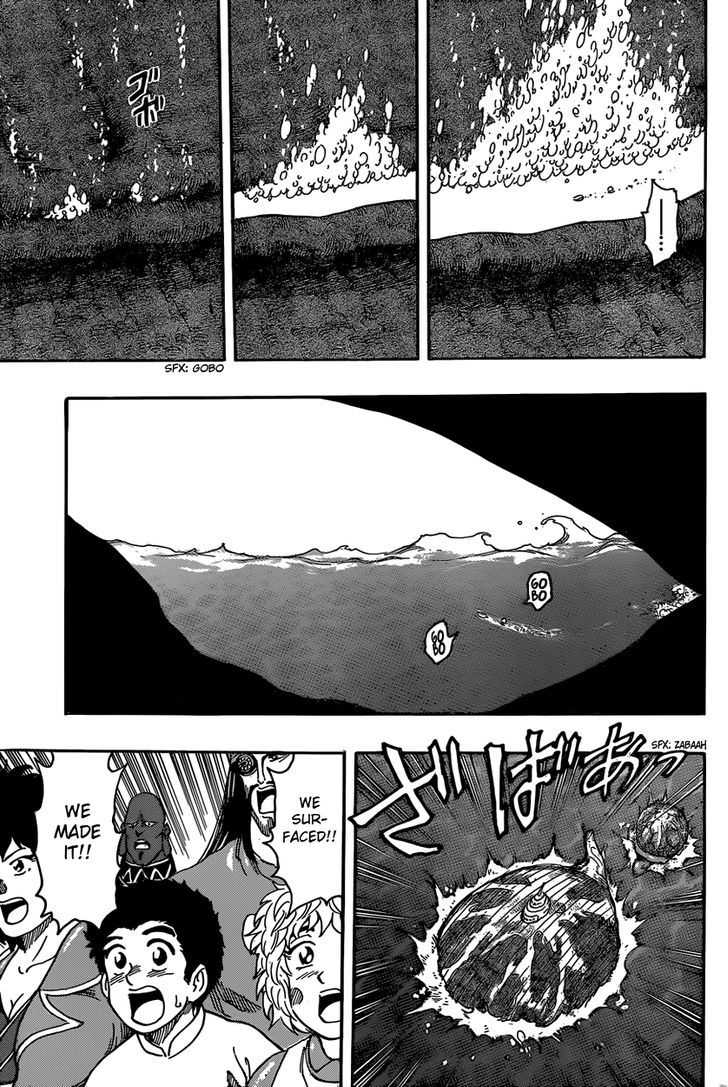 ………
ゴボ
SFX: GOBO
GO
BO
GO
BO
SFX: ZABAAH
ざばあっ
WE
SUR-
FACED!!
WE
MADE
IT!!